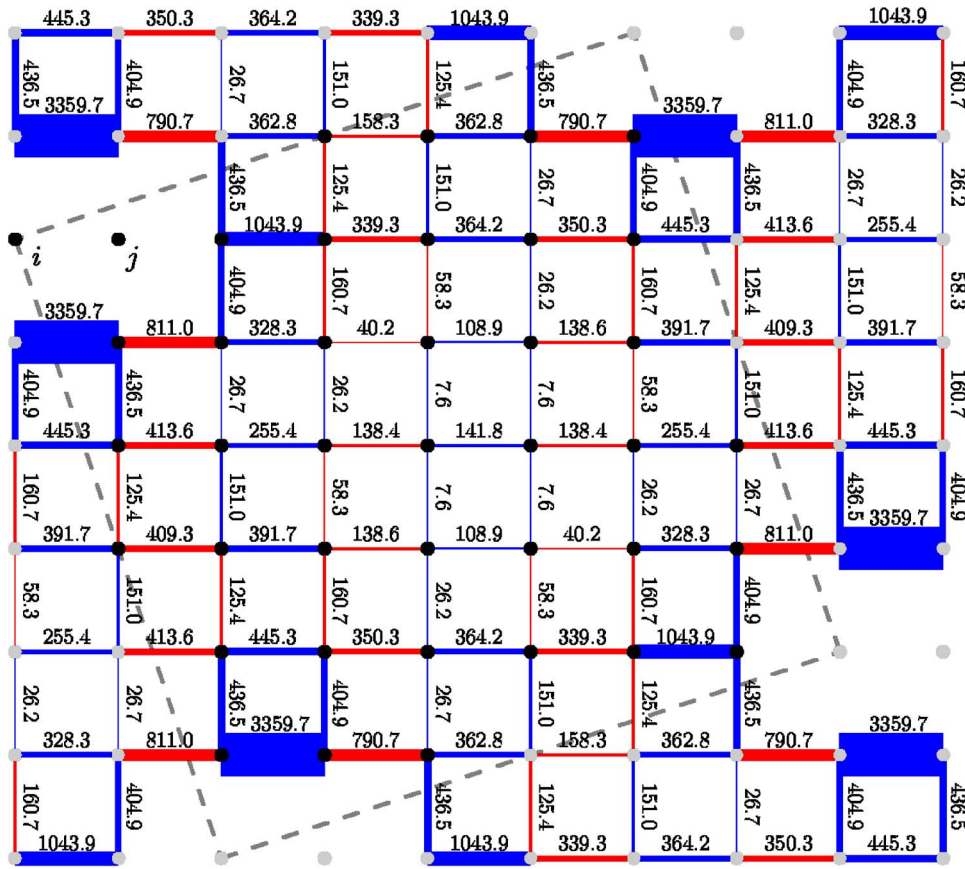 445.3 350.3 364.2 339.3 1043.9 1043.9
436.5 404.9 26.7 151.0 125.4 436.5 404.9 160.7
3359.7 790.7 362.8 158.3 362.8 790.7 3359.7 811.0 328.3
436.5 125.4 151.0 26.7 404.9 436.5 26.7 26.2
1043.9 339.3 364.2 350.3 445.3 413.6 255.4
i j
404.9 160.7 58.3 26.2 160.7 125.4 151.0 58.3
3359.7 811.0 328.3 40.2 108.9 138.6 391.7 409.3 391.7
404.9 436.5 26.7 26.2 7.6 7.6 58.3 151.0 125.4 160.7
445.3 413.6 255.4 138.4 141.8 138.4 255.4 413.6 445.3
160.7 125.4 151.0 58.3 7.6 7.6 26.2 26.7 436.5 404.9
391.7 409.3 391.7 138.6 108.9 40.2 328.3 811.0 3359.7
58.3 151.0 125.4 160.7 26.2 58.3 160.7 404.9
255.4 413.6 445.3 350.3 364.2 339.3 1043.9
26.2 26.7 436.5 404.9 26.7 151.0 125.4 436.5
328.3 811.0 3359.7 790.7 362.8 158.3 362.8 790.7 3359.7
160.7 404.9 436.5 125.4 151.0 26.7 404.9 436.5
1043.9 1043.9 339.3 364.2 350.3 445.3